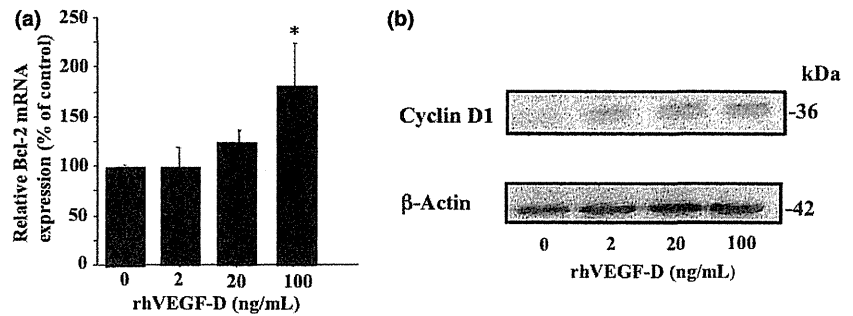 (a)
Relative Bcl-2 mRNA
expression (% of control)
250
200
150
100
50
0
*
0 2 20 100
rhVEGF-D (ng/mL)
(b)
kDa
Cyclin D1
-36
β-Actin
-42
0 2 20 100
rhVEGF-D (ng/mL)